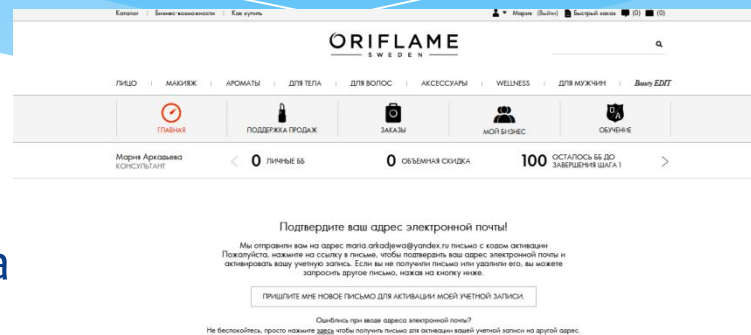 Каталог | Бизнес-возможности | Как купить
Мария (Выйти) Быстрый заказ (0) (0)
ORIFLAME
SWEDEN
ЛИЦО | МАКИЯЖ | АРОМАТЫ | ДЛЯ ТЕЛА | ДЛЯ ВОЛОС | АКСЕССУАРЫ | WELLNESS | ДЛЯ МУЖЧИН | Beauty EDIT
ГЛАВНАЯ ПОДДЕРЖКА ПРОДАЖ ЗАКАЗЫ МОЙ БИЗНЕС ОБУЧЕНИЕ
Мария Аркадьева
КОНСУЛЬТАНТ
0 ЛИЧНЫЕ ББ
0 ОБЪЕМНАЯ СКИДКА
100 ОСТАЛОСЬ ББ ДО
ЗАВЕРШЕНИЯ ШАГА 1
Подтвердите ваш адрес электронной почты!
Мы отправили вам на адрес maria.arkadjewa@yandex.ru письмо с кодом активации
Пожалуйста, нажмите на ссылку в письме, чтобы подтвердить ваш адрес электронной почты и
активировать вашу учетную запись. Если вы не получили письмо или удалили его, вы можете
запросить другое письмо, нажав на кнопку ниже.
а
ПРИШЛИТЕ МНЕ НОВОЕ ПИСЬМО ДЛЯ АКТИВАЦИИ МОЕЙ УЧЕТНОЙ ЗАПИСИ.
Ошиблись при вводе адреса электронной почты?
Не беспокойтесь, просто нажмите здесь чтобы получить письмо для активации вашей учетной записи на другой адрес.